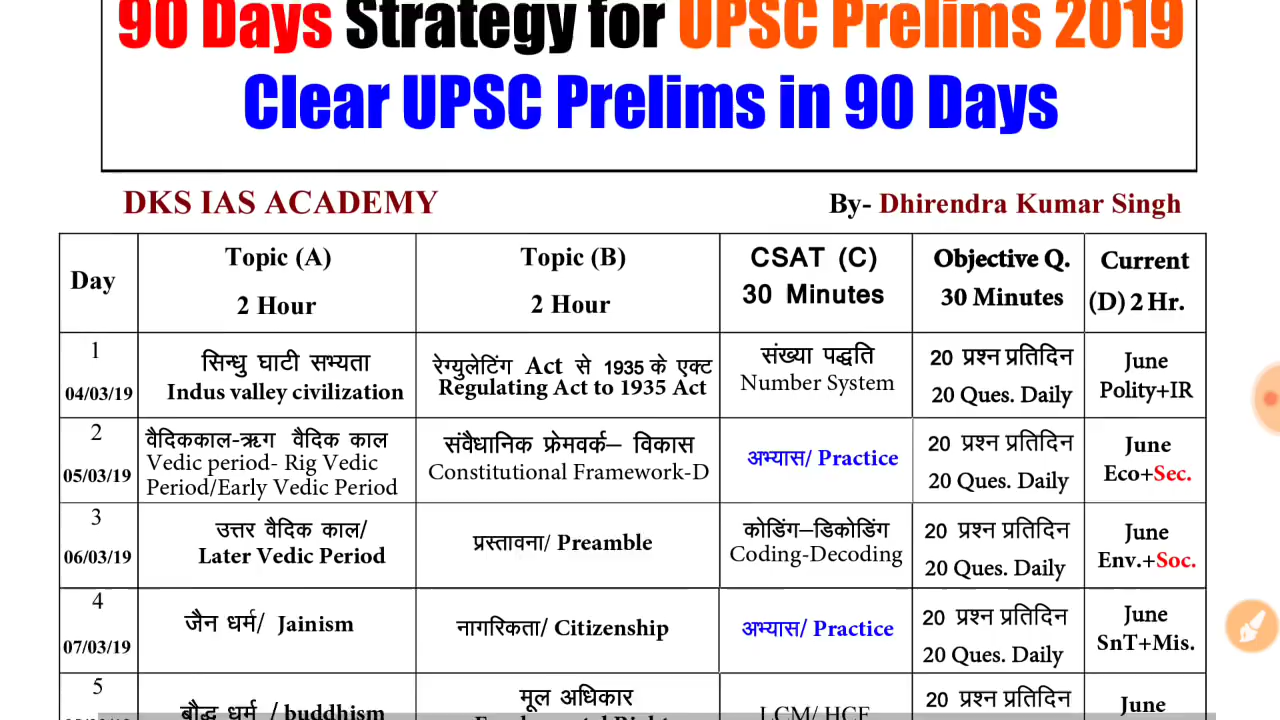 90 Days Strategy for UPSC Prelims 2019
Clear UPSC Prelims in 90 Days
DKS IAS ACADEMY
By- Dhirendra Kumar Singh
Day
Topic (A)
2 Hour
Topic (B)
2 Hour
CSAT (C)
30 Minutes
Objective Q.
30 Minutes
Current
(D) 2 Hr.
1
04/03/19
सिन्धु घाटी सभ्यता
Indus valley civilization
रेग्युलेटिंग Act से 1935 के एक्ट
Regulating Act to 1935 Act
संख्या पद्धति
Number System
20 प्रश्न प्रतिदिन
20 Ques. Daily
June
Polity+IR
2
05/03/19
वैदिककाल-ऋग वैदिक काल
Vedic period- Rig Vedic
Period/Early Vedic Period
संवैधानिक फ्रेमवर्क– विकास
Constitutional Framework-D
अभ्यास/ Practice
20 प्रश्न प्रतिदिन
20 Ques. Daily
June
Eco+Sec.
3
06/03/19
उत्तर वैदिक काल/
Later Vedic Period
प्रस्तावना/ Preamble
कोडिंग–डिकोडिंग
Coding-Decoding
20 प्रश्न प्रतिदिन
20 Ques. Daily
June
Env.+Soc.
4
07/03/19
जैन धर्म/ Jainism
नागरिकता/ Citizenship
अभ्यास/ Practice
20 प्रश्न प्रतिदिन
20 Ques. Daily
June
SnT+Mis.
5
बौद्ध धर्म / buddhism
मूल अधिकार
LCM/ HCF
20 प्रश्न प्रतिदिन
June